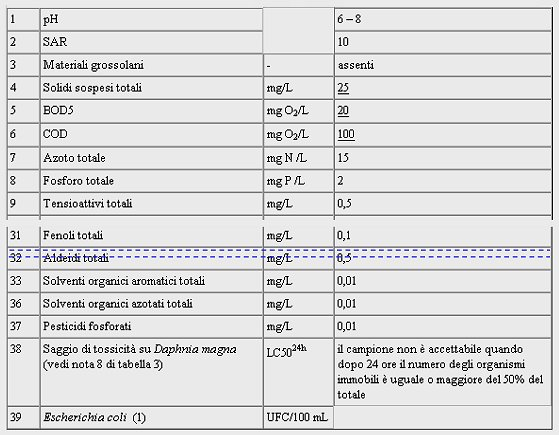 1 pH 6 – 8
2 SAR 10
3 Materiali grossolani - assenti
4 Solidi sospesi totali mg/L 25
5 BOD5 mg O2/L 20
6 COD mg O2/L 100
7 Azoto totale mg N /L 15
8 Fosforo totale mg P /L 2
9 Tensioattivi totali mg/L 0,5
31 Fenoli totali mg/L 0,1
32 Aldeidi totali mg/L 0,5
33 Solventi organici aromatici totali mg/L 0,01
36 Solventi organici azotati totali mg/L 0,01
37 Pesticidi fosforati mg/L 0,01
38 Saggio di tossicità su Daphnia magna LC5024h il campione non è accettabile quando
(vedi nota 8 di tabella 3) dopo 24 ore il numero degli organismi
immobili è uguale o maggiore del 50% del
totale
39 Escherichia coli (1) UFC/100 mL